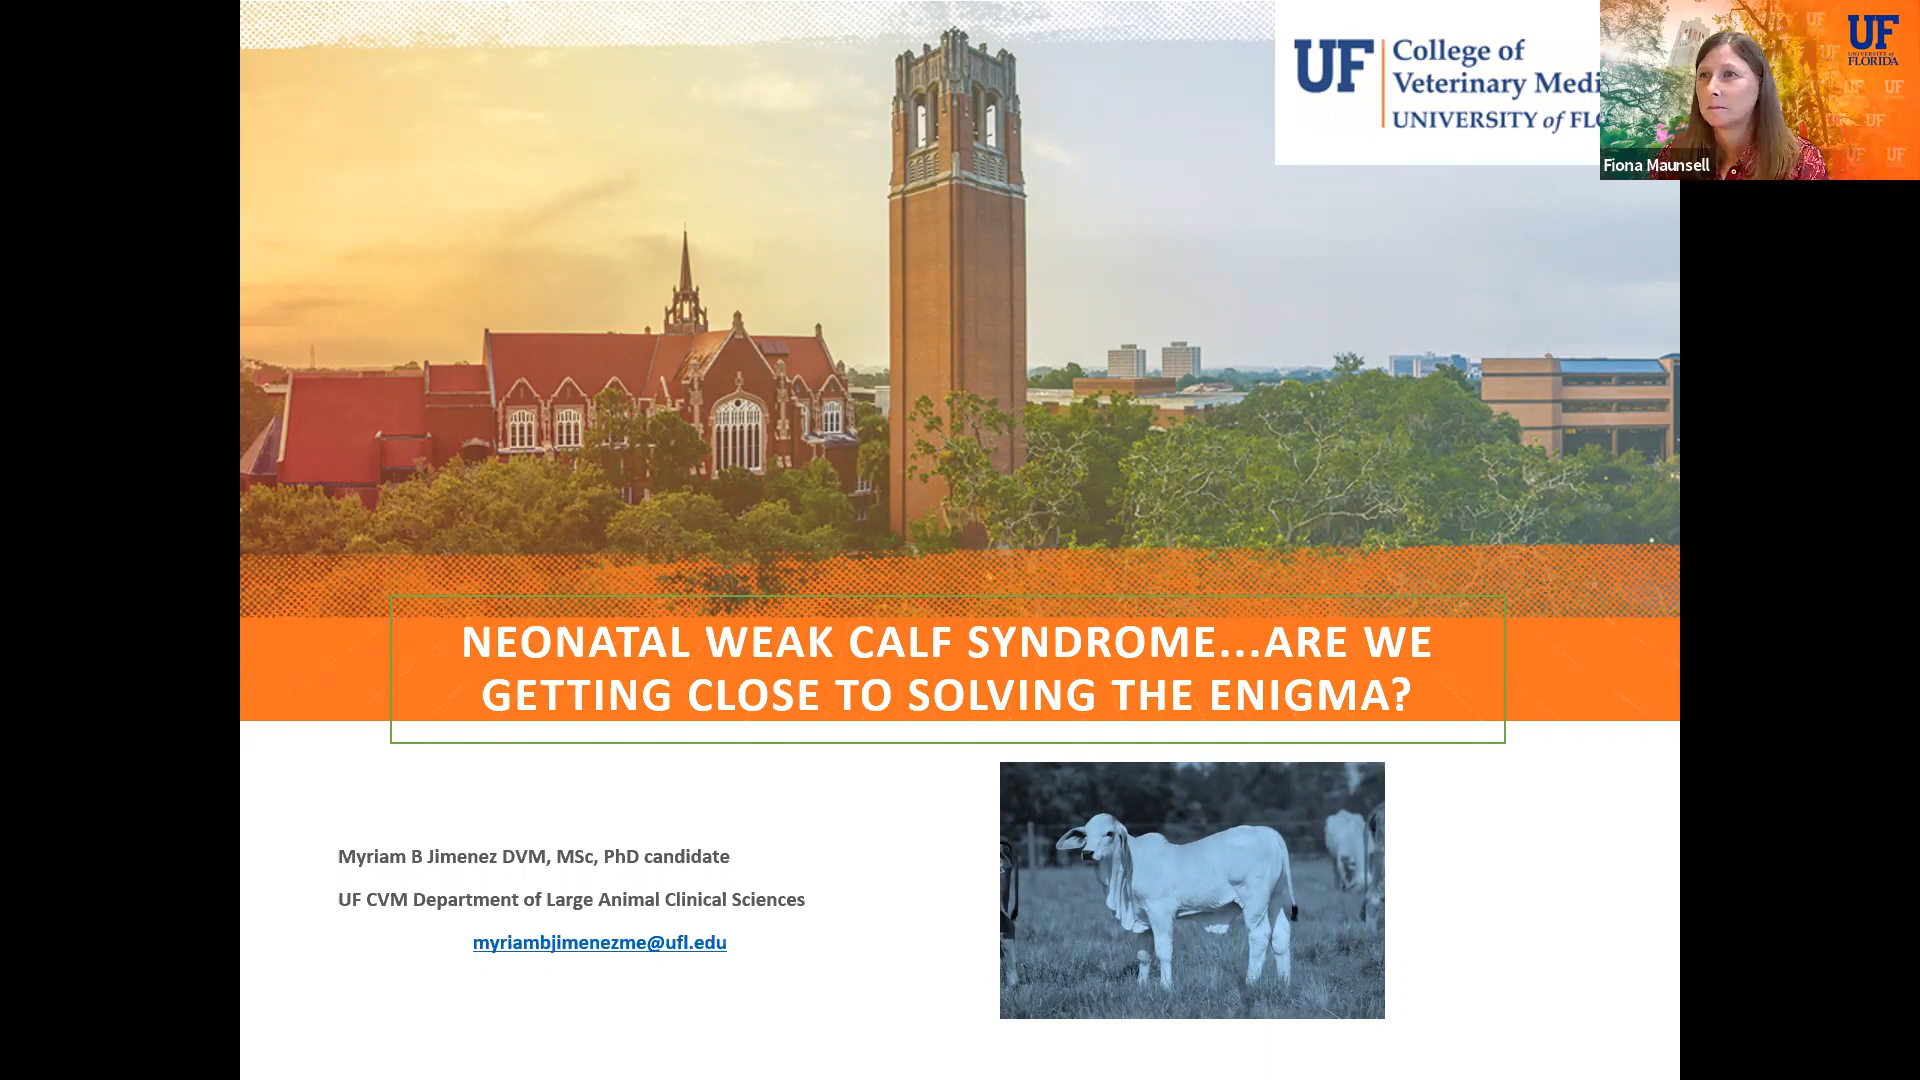 UF College of
Veterinary Medi
UNIVERSITY of FL
UF
UNIVERSITY of
FLORIDA
Fiona Maunsell
NEONATAL WEAK CALF SYNDROME...ARE WE
GETTING CLOSE TO SOLVING THE ENIGMA?
Myriam B Jimenez DVM, MSc, PhD candidate
UF CVM Department of Large Animal Clinical Sciences
myriambjimenezme@ufl.edu